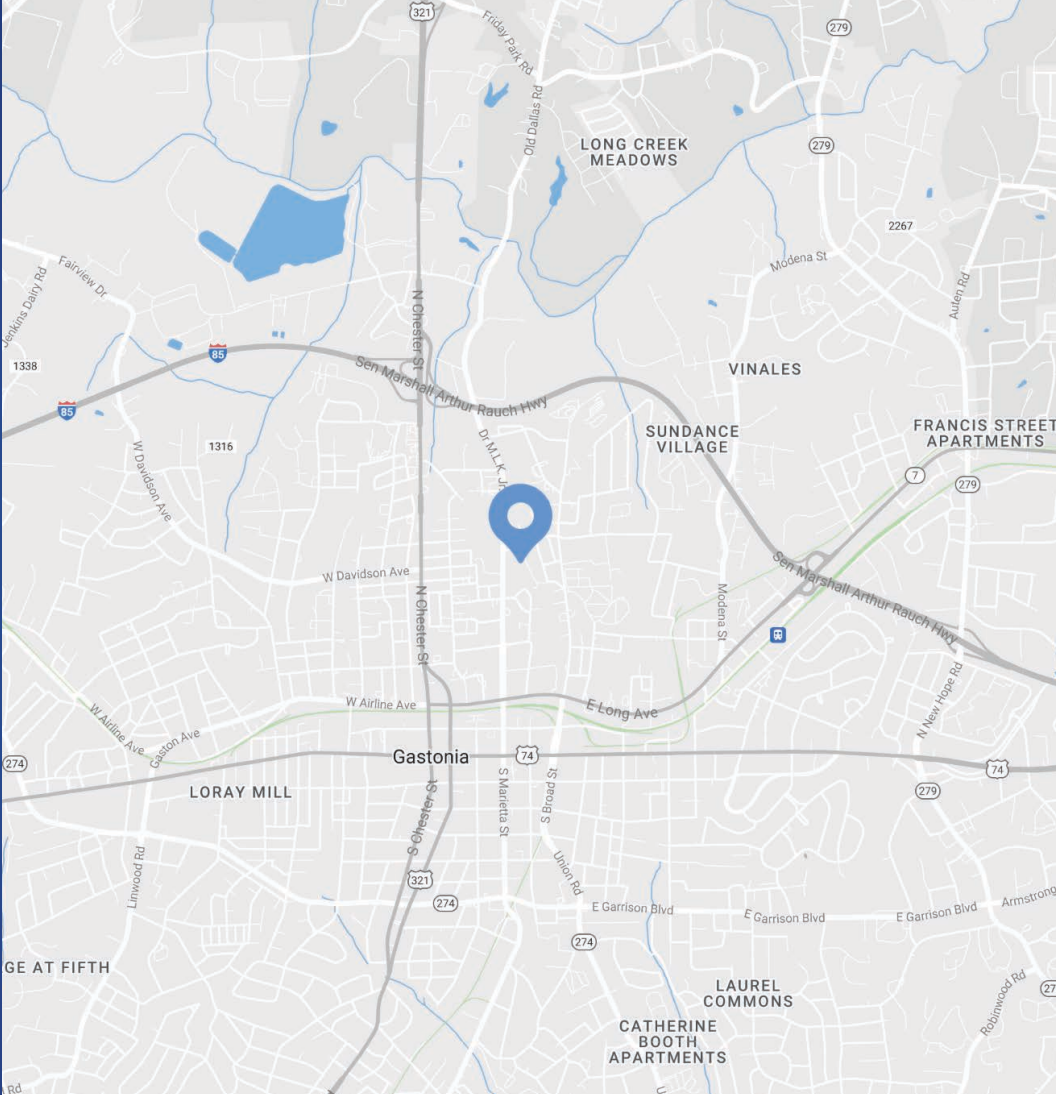 321
Friday Park Rd
279
Old Dallas Rd
LONG CREEK
MEADOWS
279
2267
Modena St
Fairview Dr
Jenkins Dairy Rd
Auten Rd
N Chester St
85
1338
Sen Marshall Arthur Rauch Hwy
VINALES
85
SUNDANCE
VILLAGE
FRANCIS STREET
APARTMENTS
1316
Dr M.L.K. Jr
W Davidson Ave
7
279
W Davidson Ave
N Chester St
Modena St
Sen Marshall Arthur Rauch Hwy
W Airline Ave
W Airline Ave
E Long Ave
N New Hope Rd
Gaston Ave
Gastonia
74
274
74
LORAY MILL
S Marietta St
S Broad St
279
S Chester St
Linwood Rd
Union Rd
321
274
E Garrison Blvd
E Garrison Blvd
E Garrison Blvd
Armstrong
274
GE AT FIFTH
LAUREL
COMMONS
Robinwood Rd
27
CATHERINE
BOOTH
APARTMENTS
Rd
U